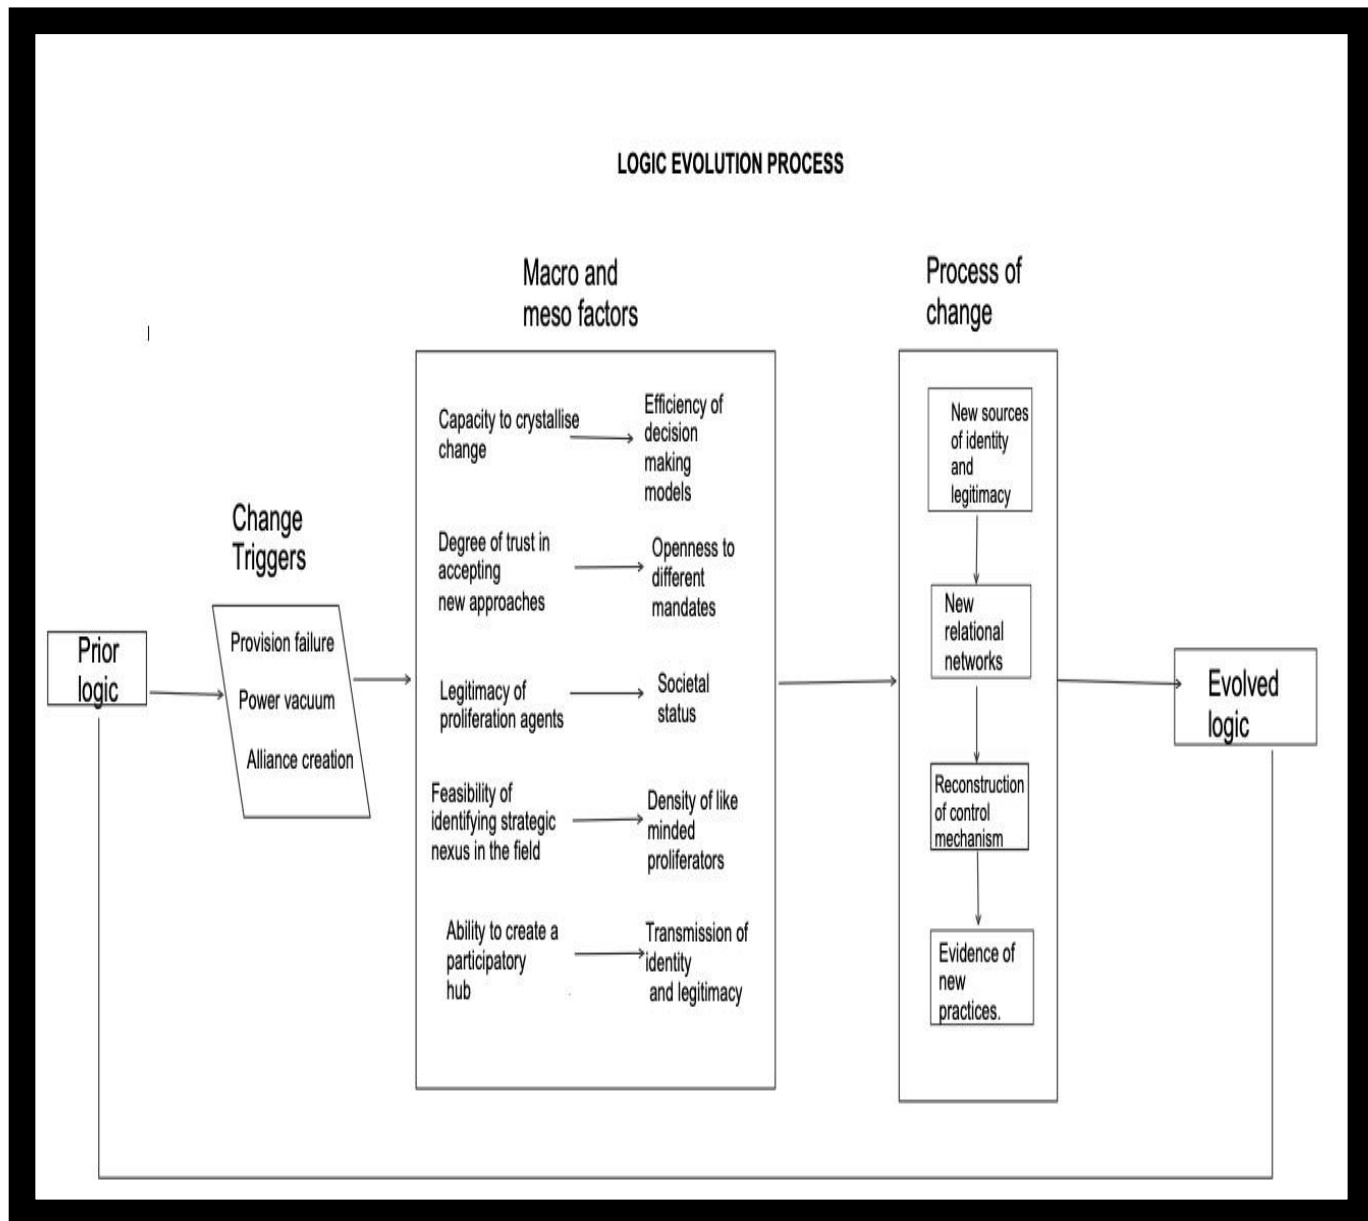 LOGIC EVOLUTION PROCESS
Macro and
meso factors
Process of
change
Change
Triggers
Prior
logic
Provision failure
Power vacuum
Alliance creation
Capacity to crystallise
change
Efficiency of
decision
making
models
Degree of trust in
accepting
new approaches
Openness to
different
mandates
Legitimacy of
proliferation agents
Societal
status
Feasibility of
identifying strategic
nexus in the field
Density of like
minded
proliferators
Ability to create a
participatory
hub
Transmission of
identity
and legitimacy
New sources
of identity
and
legitimacy
New
relational
networks
Reconstruction
of control
mechanism
Evidence of
new
practices.
Evolved
logic